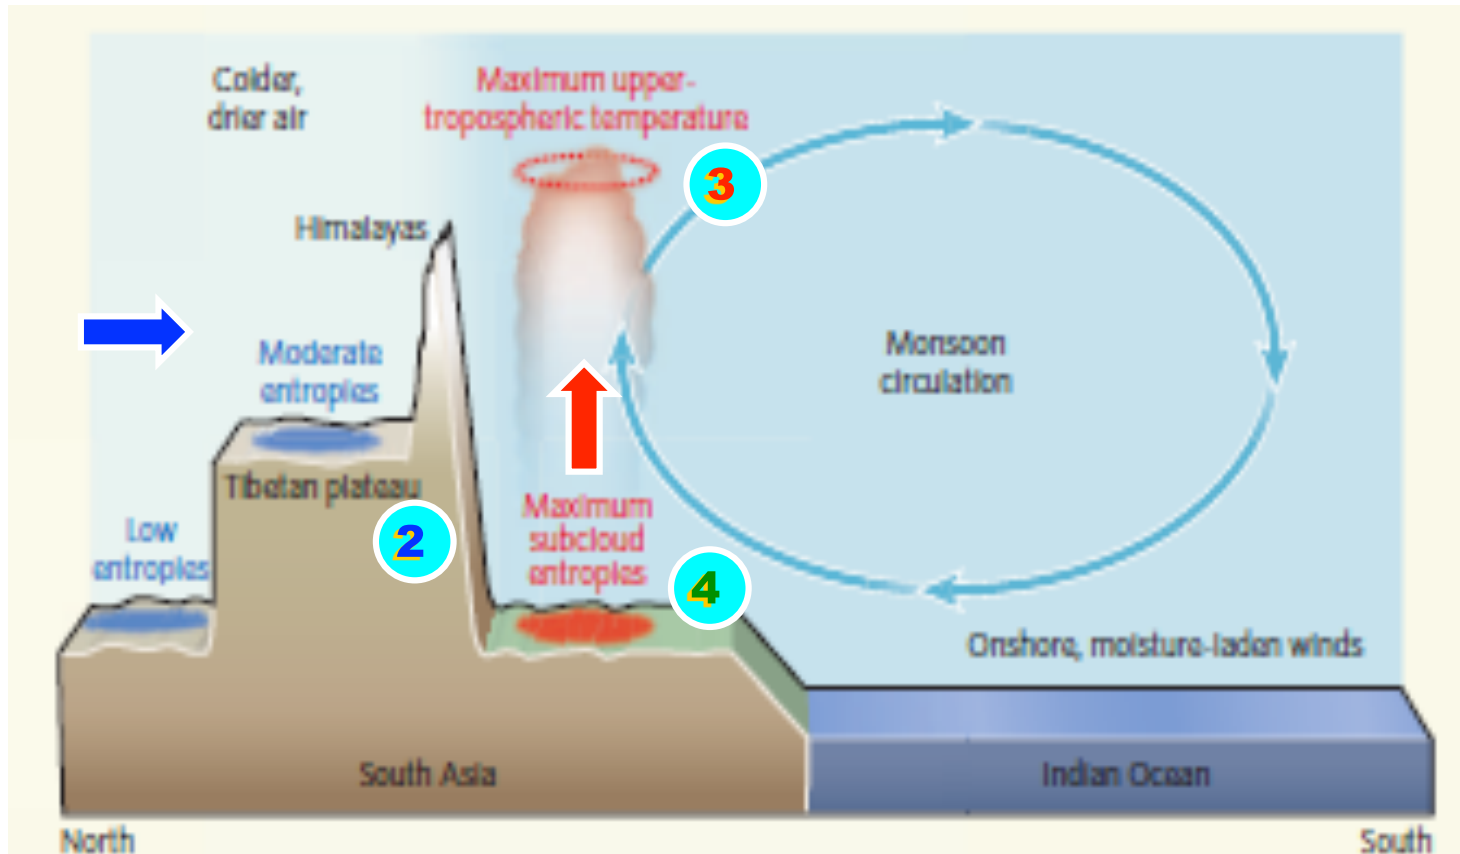 Colder,
drier air
Maximum upper-
tropospheric temperature
3
Himalayas
Moderate
entropies
Monsoon
circulation
Tibetan plateau
2
Low
entropies
Maximum
subcloud
entropies
4
Onshore, moisture-laden winds
South Asia
Indian Ocean
North
South